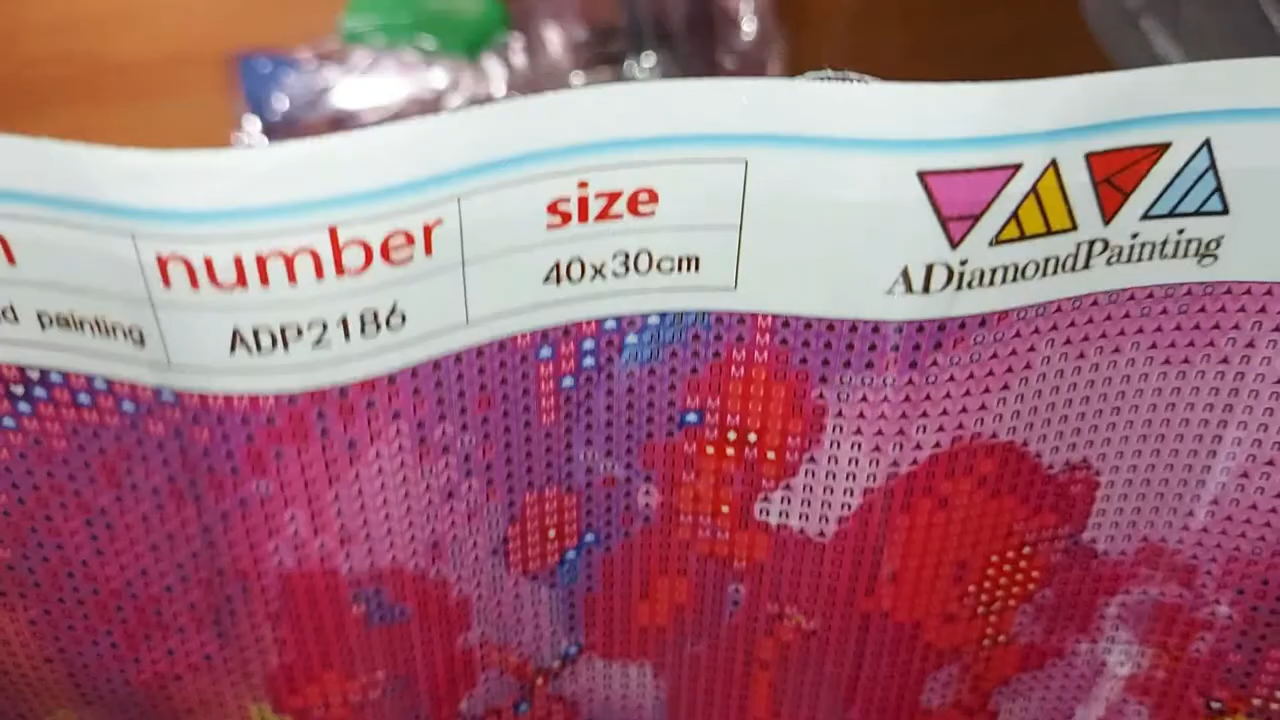 number
size
painting
ADP2186
40x30cm
ADiamondPainting